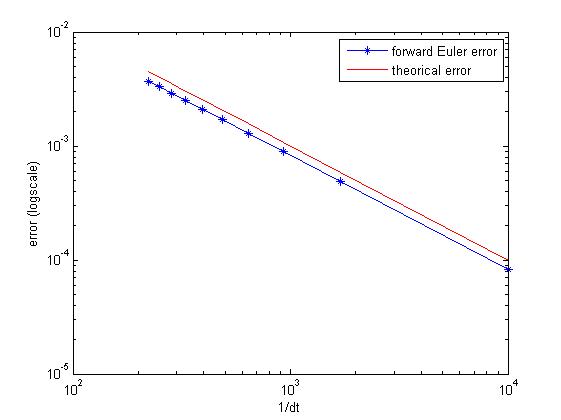 10^-2
forward Euler error
theorical error
10^-3
error (logscale)
10^-4
10^-5
10^2
10^3
10^4
1/dt